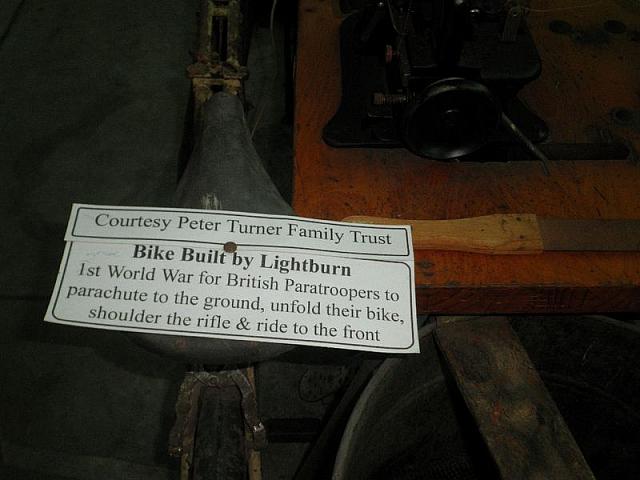 Courtesy Peter Turner Family Trust
Bike Built by Lightburn
1st World War for British Paratroopers to
parachute to the ground, unfold their bike,
shoulder the rifle & ride to the front